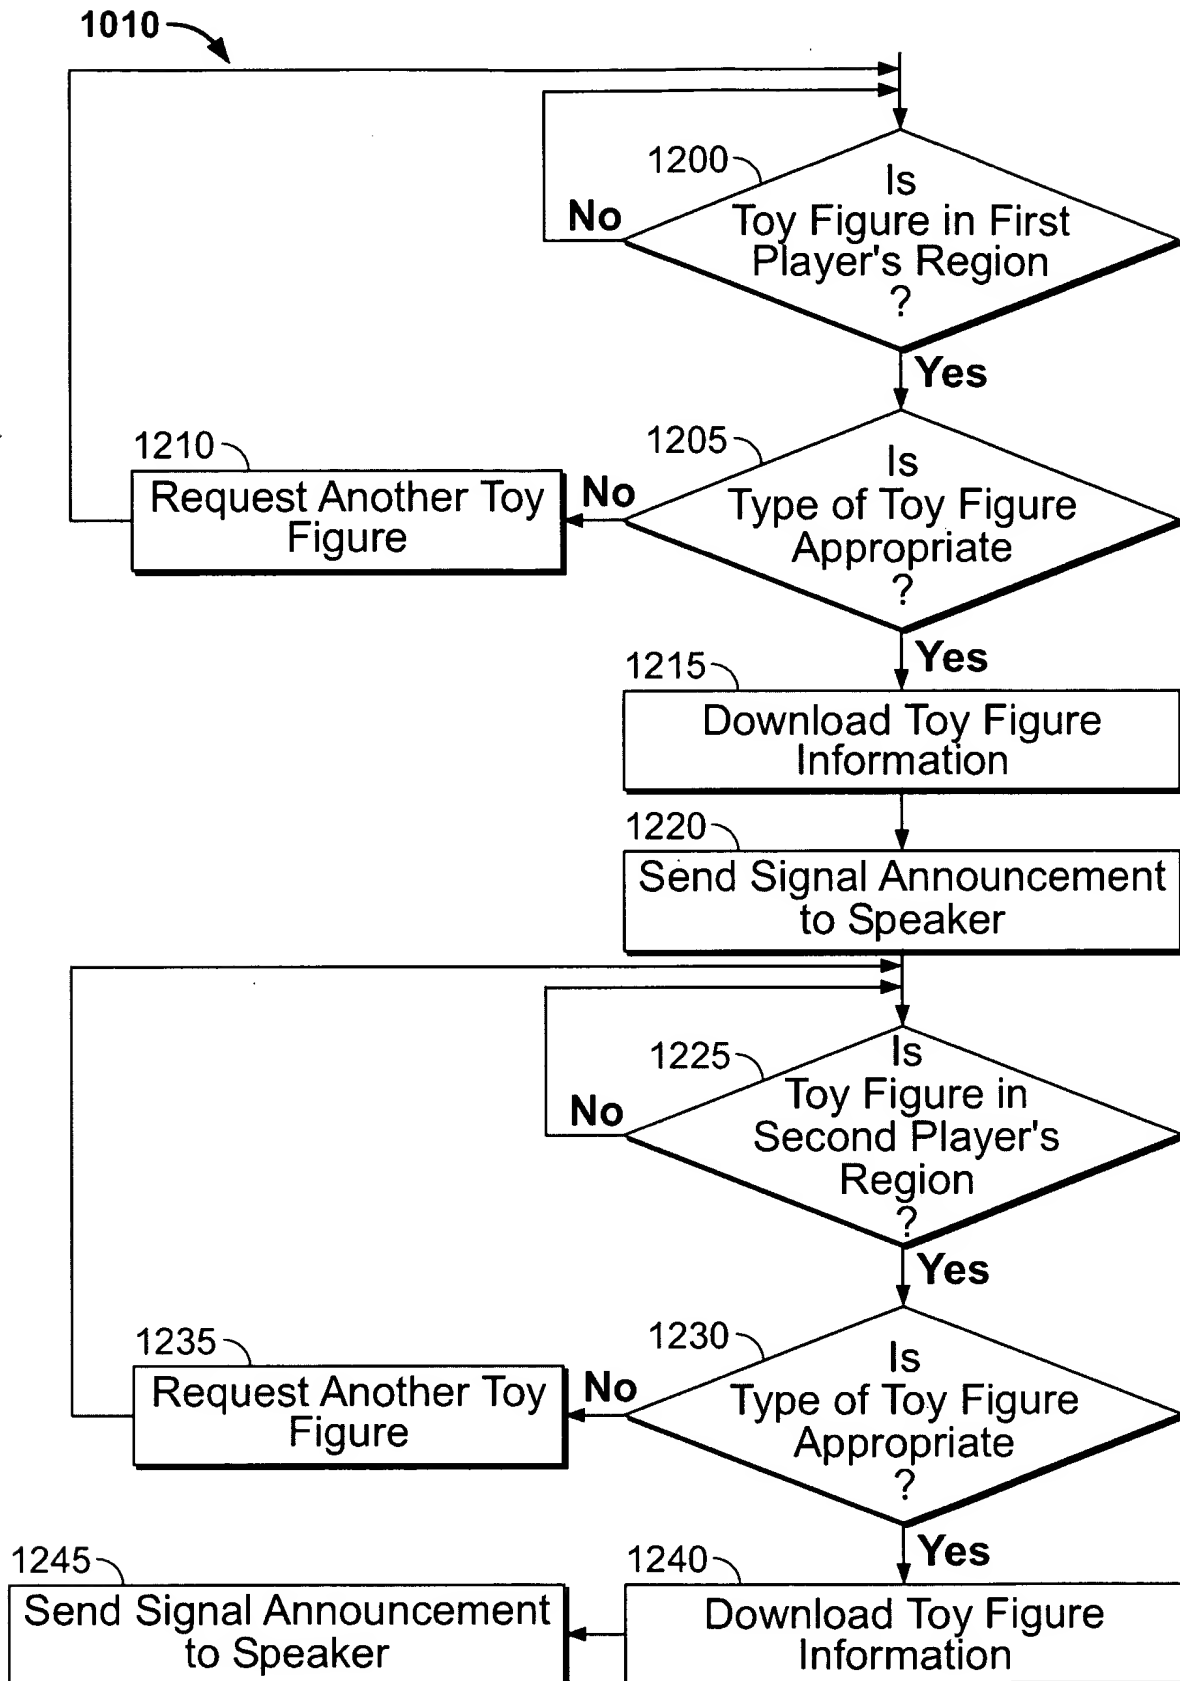 1010
1200
Is
Toy Figure in First
Player's Region
?
No
Yes
1205
Is
Type of Toy Figure
Appropriate
?
No
1210
Request Another Toy
Figure
Yes
1215
Download Toy Figure
Information
1220
Send Signal Announcement
to Speaker
1225
Is
Toy Figure in
Second Player's
Region
?
No
Yes
1230
Is
Type of Toy Figure
Appropriate
?
No
1235
Request Another Toy
Figure
Yes
1240
Download Toy Figure
Information
1245
Send Signal Announcement
to Speaker